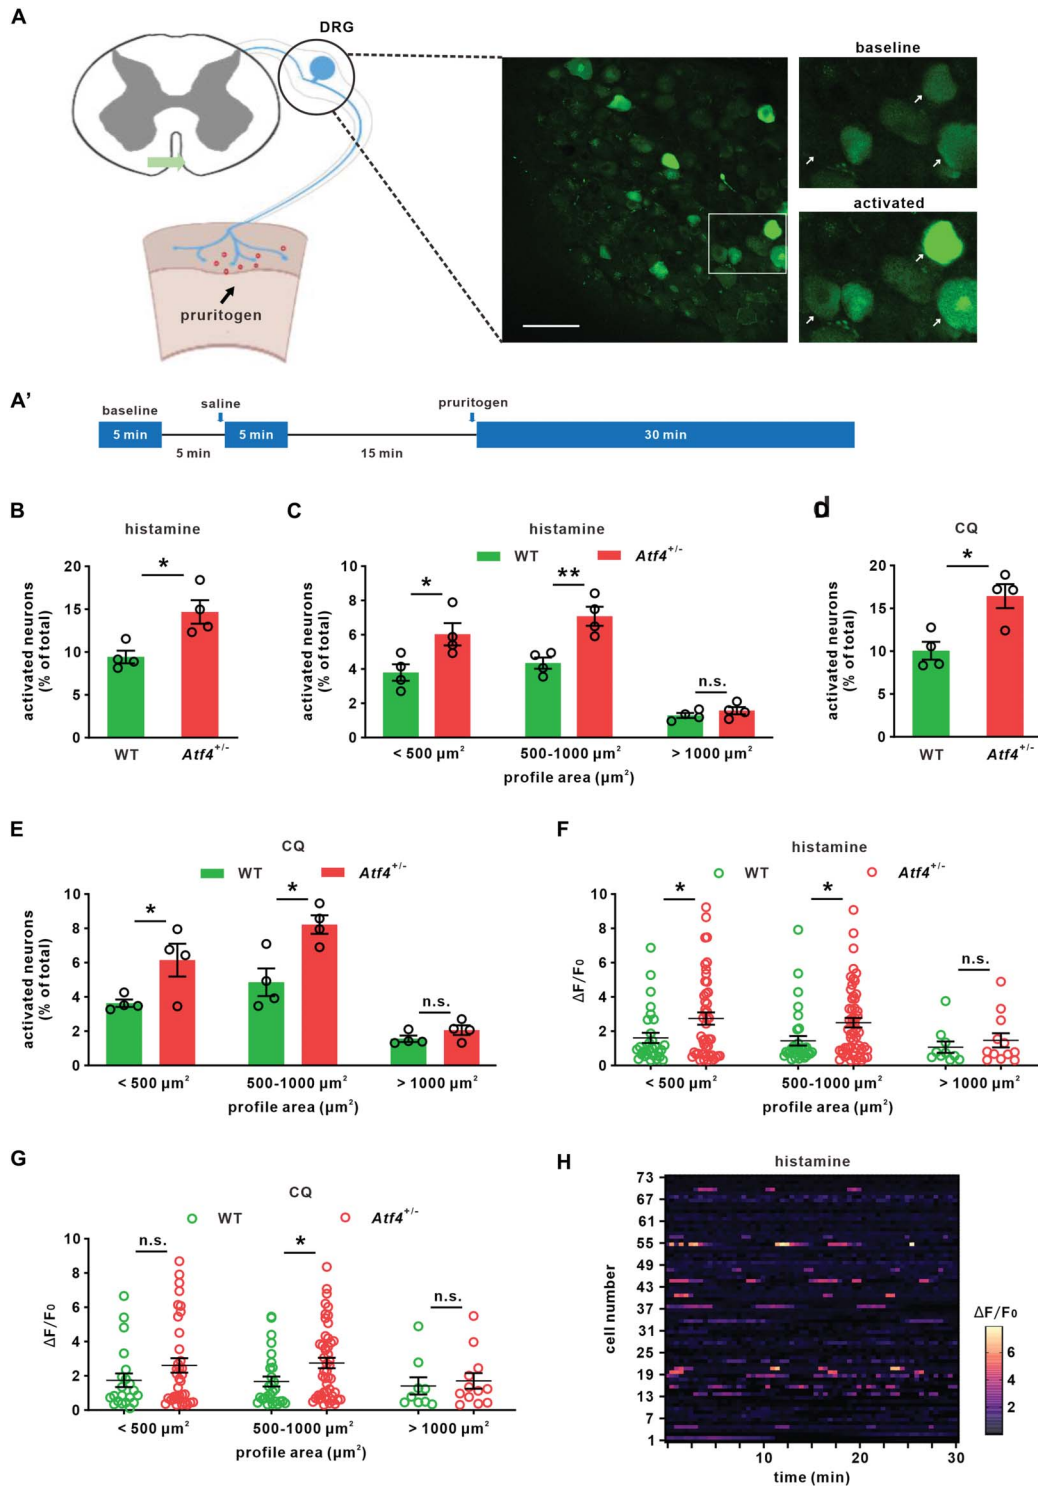 A
DRG
baseline
activated
pruritogen
A'
baseline
saline
pruritogen
5 min
5 min
30 min
5 min
15 min
B
histamine
*
activated neurons
(% of total)
20
15
10
5
0
WT
Atf4+/-
C
histamine
WT
Atf4+/-
*
**
n.s.
activated neurons
(% of total)
10
8
6
4
2
0
< 500 µm²
500-1000 µm²
> 1000 µm²
profile area (µm²)
d
CQ
*
activated neurons
(% of total)
20
15
10
5
0
WT
Atf4+/-
E
CQ
WT
Atf4+/-
*
*
n.s.
activated neurons
(% of total)
10
8
6
4
2
0
< 500 µm²
500-1000 µm²
> 1000 µm²
profile area (µm²)
F
histamine
WT
Atf4+/-
*
*
n.s.
ΔF/F0
10
8
6
4
2
0
< 500 µm²
500-1000 µm²
> 1000 µm²
profile area (µm²)
G
CQ
WT
Atf4+/-
n.s.
*
n.s.
ΔF/F0
10
8
6
4
2
0
< 500 µm²
500-1000 µm²
> 1000 µm²
profile area (µm²)
H
histamine
cell number
73
67
61
55
49
43
37
31
25
19
13
7
1
10
20
30
time (min)
ΔF/F0
6
4
2